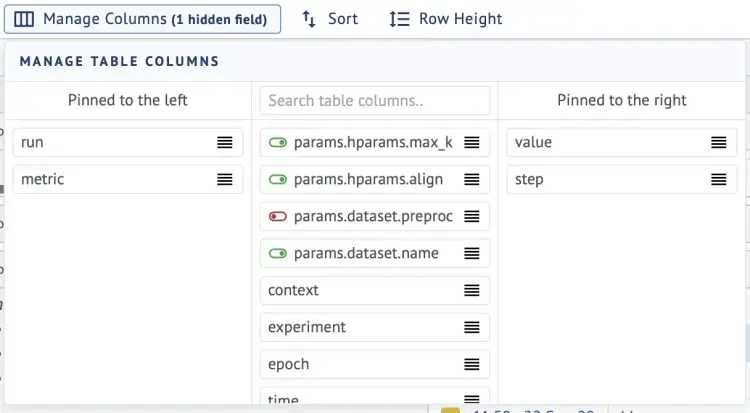 Manage Columns (1 hidden field) Sort Row Height
MANAGE TABLE COLUMNS
Pinned to the left
Search table columns..
Pinned to the right
run
metric
params.hparams.max_k
params.hparams.align
params.dataset.preproc
params.dataset.name
context
experiment
epoch
time
value
step